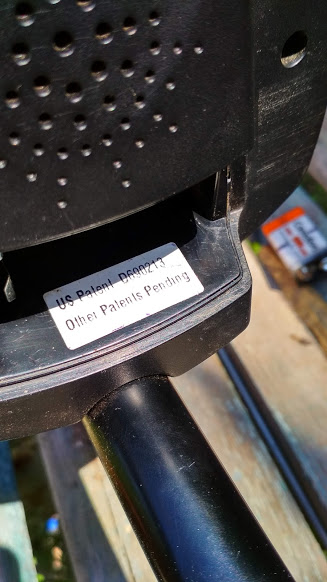 US Patent D600213
Other Patents Pending